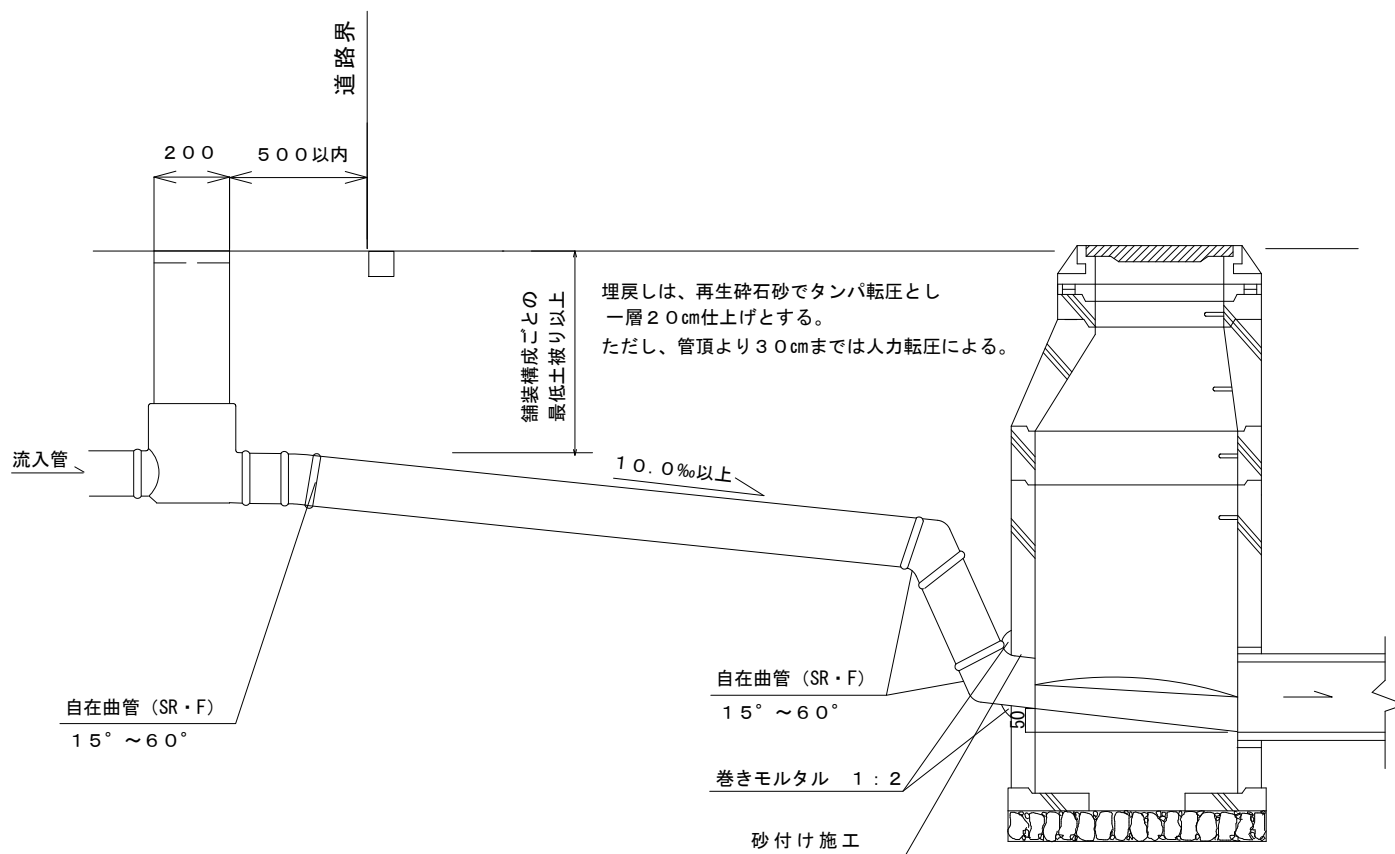 道路界
２００
５００以内
舗装構成ごとの
最低土被り以上
埋戻しは、再生砕石砂でタンパ転圧とし
一層２０㎝仕上げとする。
ただし、管頂より３０㎝までは人力転圧による。
流入管
１０．０‰以上
自在曲管（SR・F）
１５°～６０°
自在曲管（SR・F）
１５°～６０°
50
巻きモルタル　１：２
砂付け施工